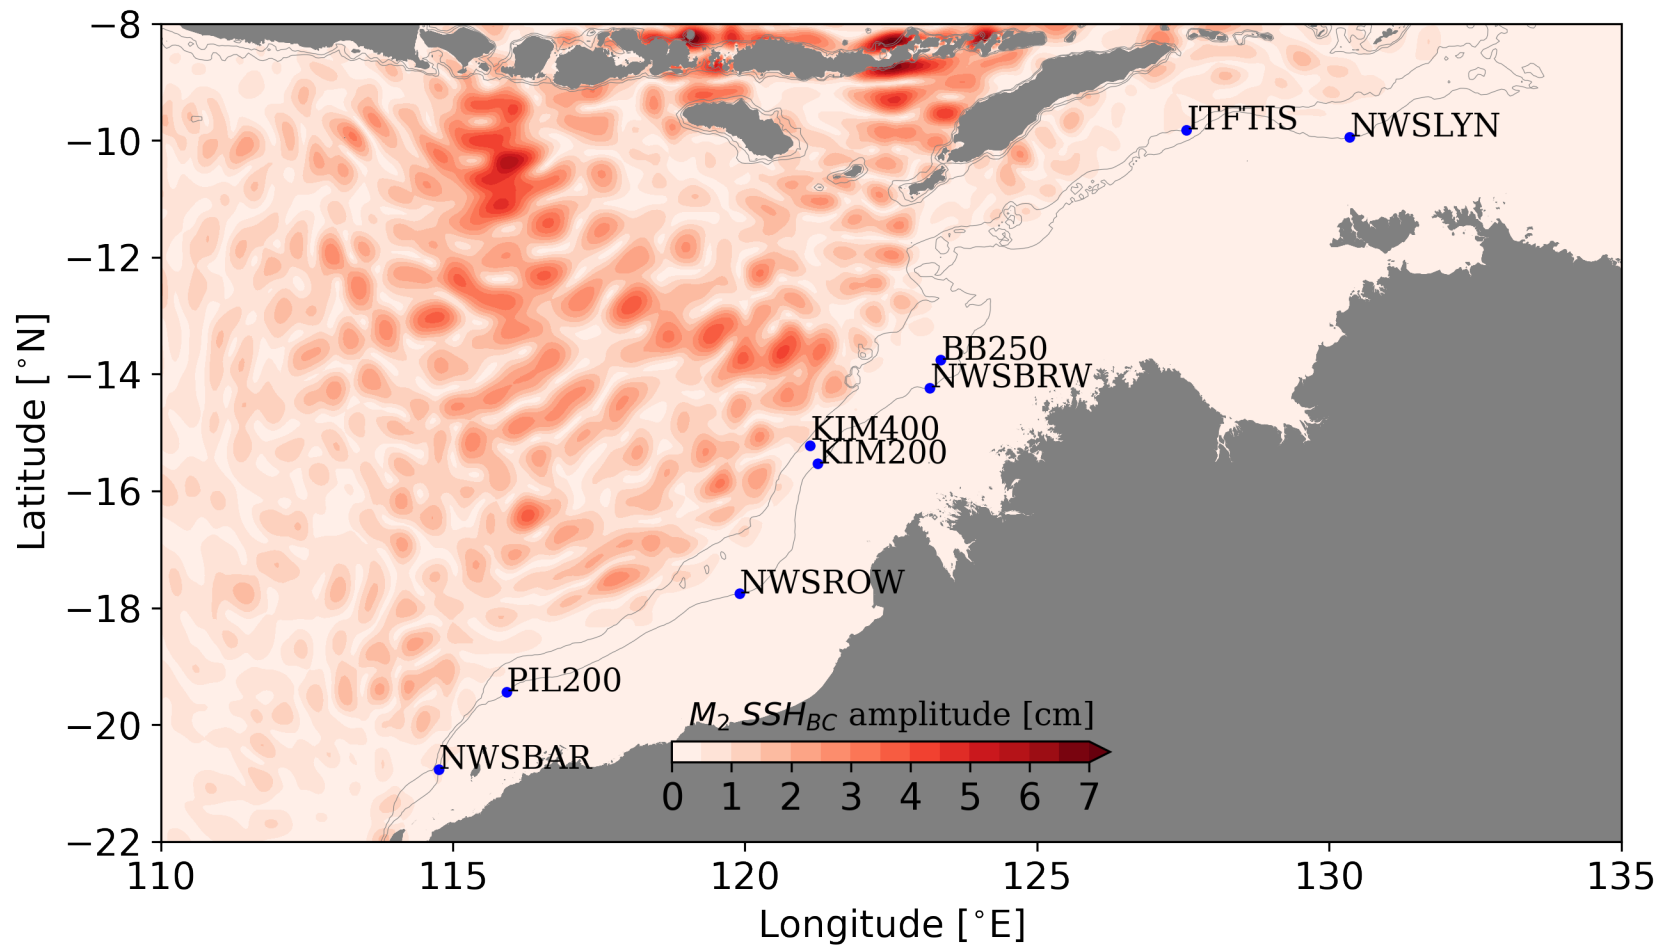 −8
−10
−12
−14
−16
−18
−20
−22
Latitude [°N]
ITFTIS
NWSLYN
BB250
NWSBRW
KIM400
KIM200
NWSROW
PIL200
NWSBAR
M2 SSHBC amplitude [cm]
0 1 2 3 4 5 6 7
110 115 120 125 130 135
Longitude [°E]